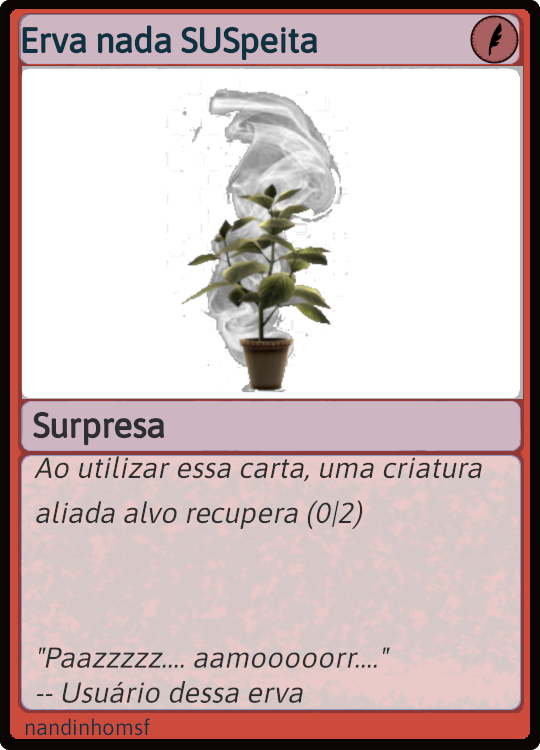 Erva nada SUSpeita
Surpresa
Ao utilizar essa carta, uma criatura
aliada alvo recupera (0|2)
"Paazzzzz.... aamooooorr...."
-- Usuário dessa erva
nandinhomsf